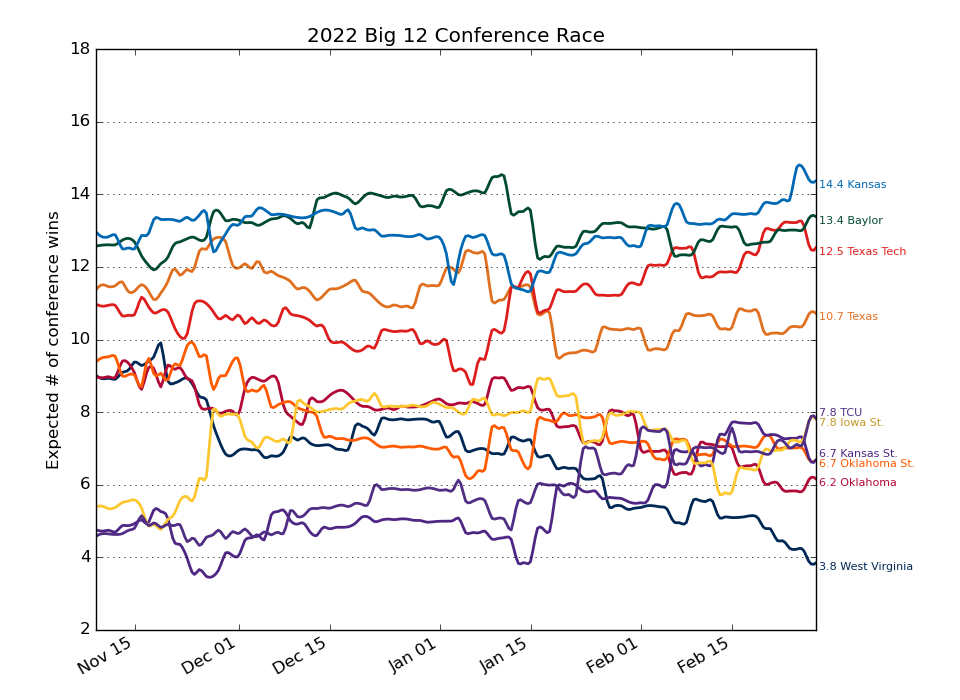 2022 Big 12 Conference Race
Expected # of conference wins
18
16
14
12
10
8
6
4
2
Nov 15
Dec 01
Dec 15
Jan 01
Jan 15
Feb 01
Feb 15
14.4 Kansas
13.4 Baylor
12.5 Texas Tech
10.7 Texas
7.8 TCU
7.8 Iowa St.
6.7 Kansas St.
6.7 Oklahoma St.
6.2 Oklahoma
3.8 West Virginia